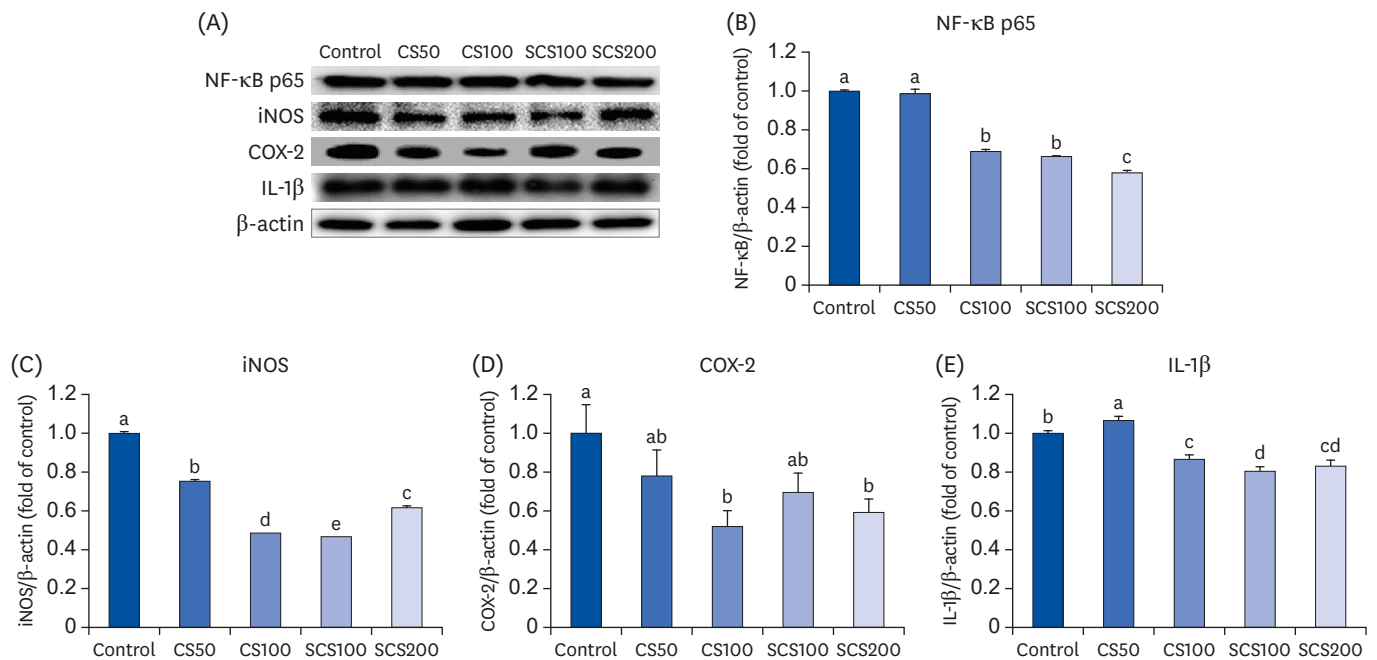 (A)
Control CS50 CS100 SCS100 SCS200
NF-κB p65
iNOS
COX-2
IL-1β
β-actin
(B)
NF-κB p65
NF-κB/β-actin (fold of control)
1.2
1.0
0.8
0.6
0.4
0.2
0
a a b b c
Control CS50 CS100 SCS100 SCS200
(C)
iNOS
iNOS/β-actin (fold of control)
1.2
1.0
0.8
0.6
0.4
0.2
0
a b d e c
Control CS50 CS100 SCS100 SCS200
(D)
COX-2
COX-2/β-actin (fold of control)
1.2
1.0
0.8
0.6
0.4
0.2
0
a ab b ab b
Control CS50 CS100 SCS100 SCS200
(E)
IL-1β
IL-1β/β-actin (fold of control)
1.2
1.0
0.8
0.6
0.4
0.2
0
b a c d cd
Control CS50 CS100 SCS100 SCS200